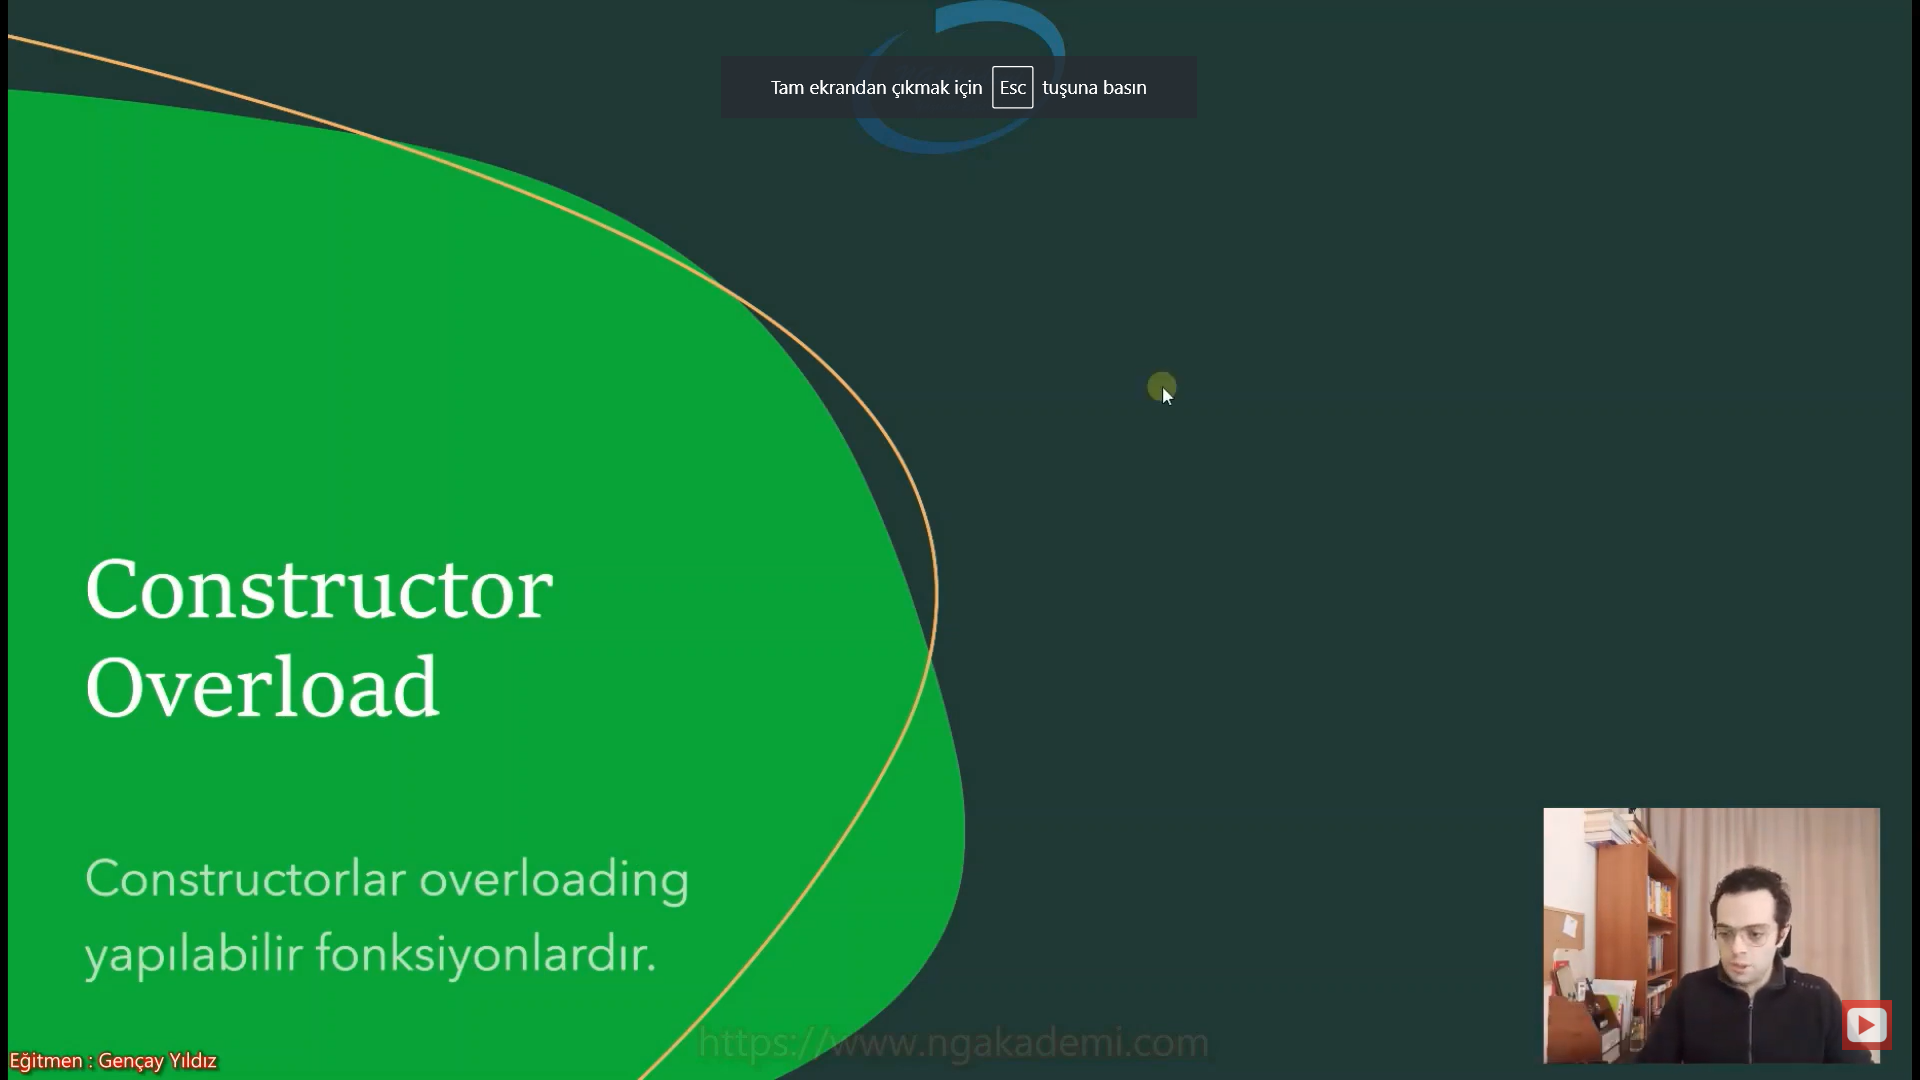 Tam ekrandan çıkmak için Esc tuşuna basın
Constructor
Overload
Constructorlar overloading
yapılabilir fonksiyonlardır.
https://www.ngakademi.com
Eğitmen : Gençay Yıldız